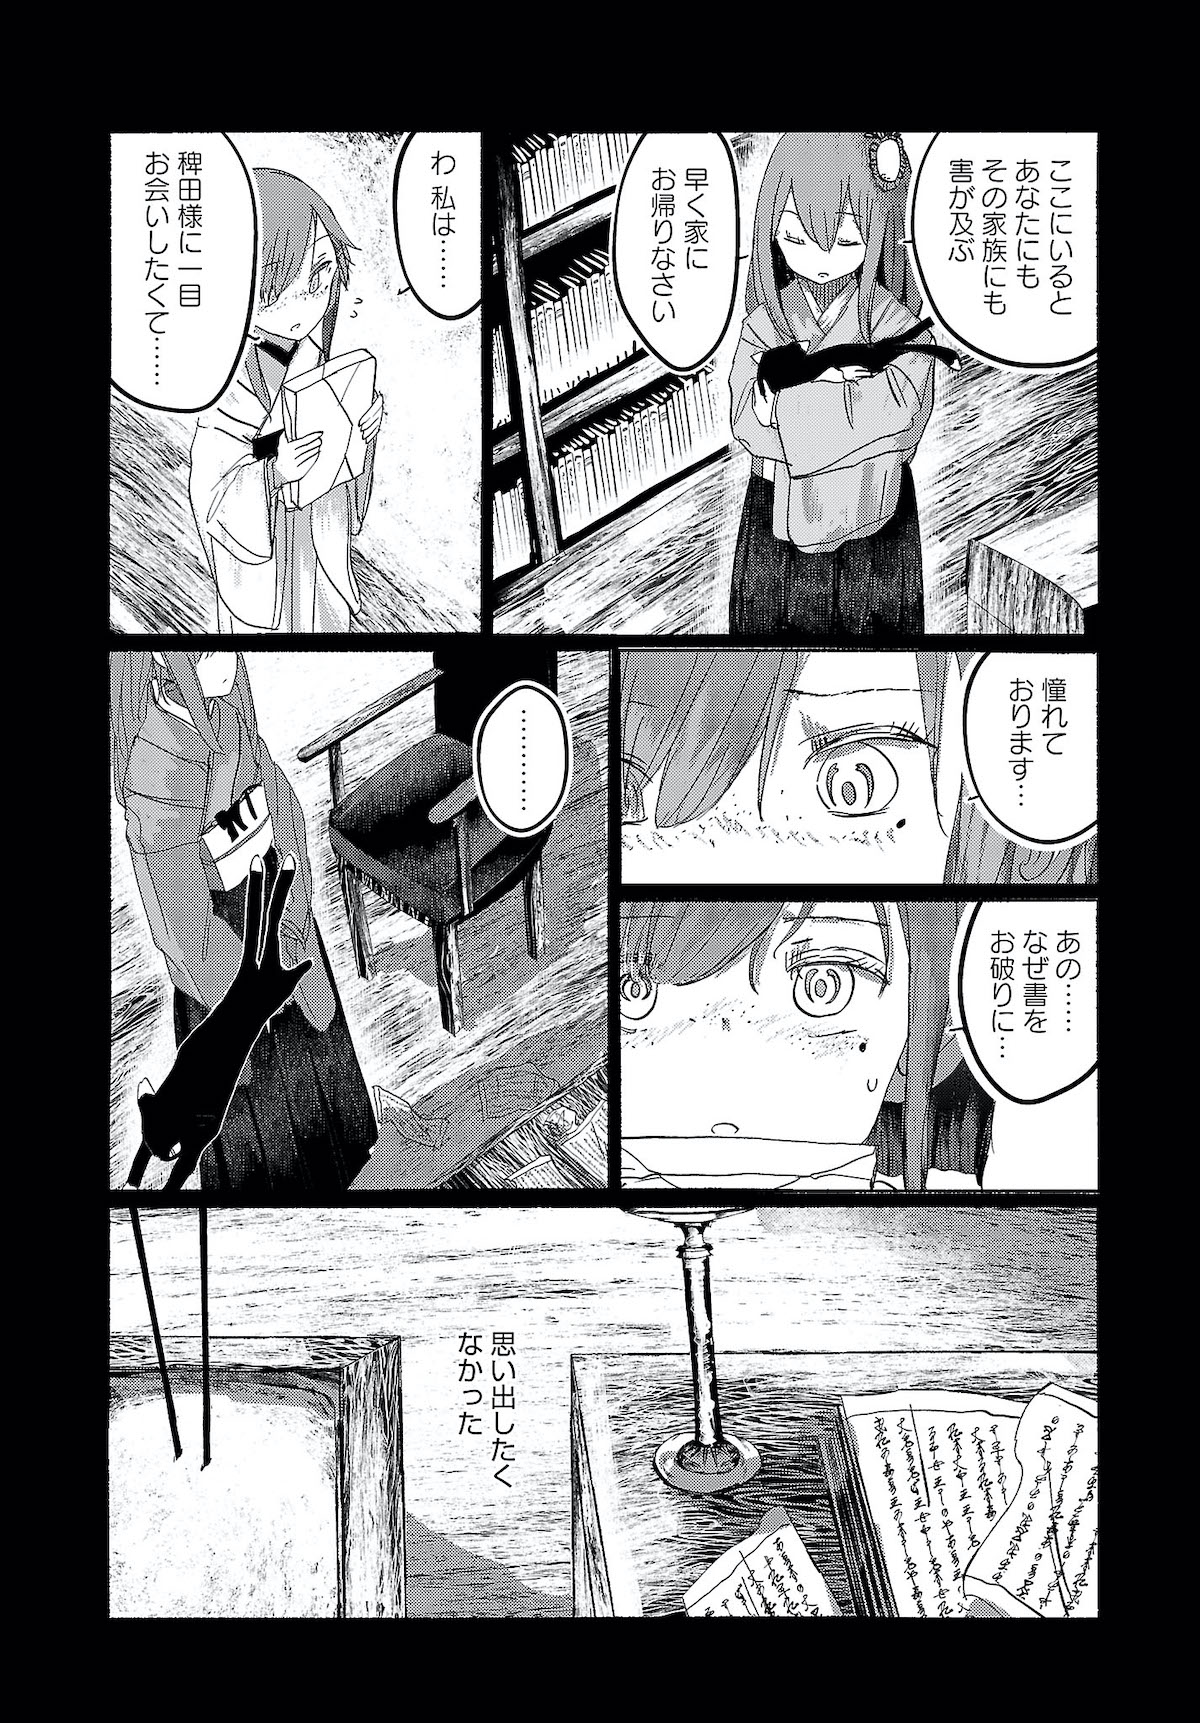 ここにいると
あなたにも
その家族にも
害が及ぶ
早く家に
お帰りなさい
わ 私は……
稗田様に一目
お会いしたくて……
憧れて
おります…
あの……
なぜ書を
お破りに…
………
思い出したく
なかった